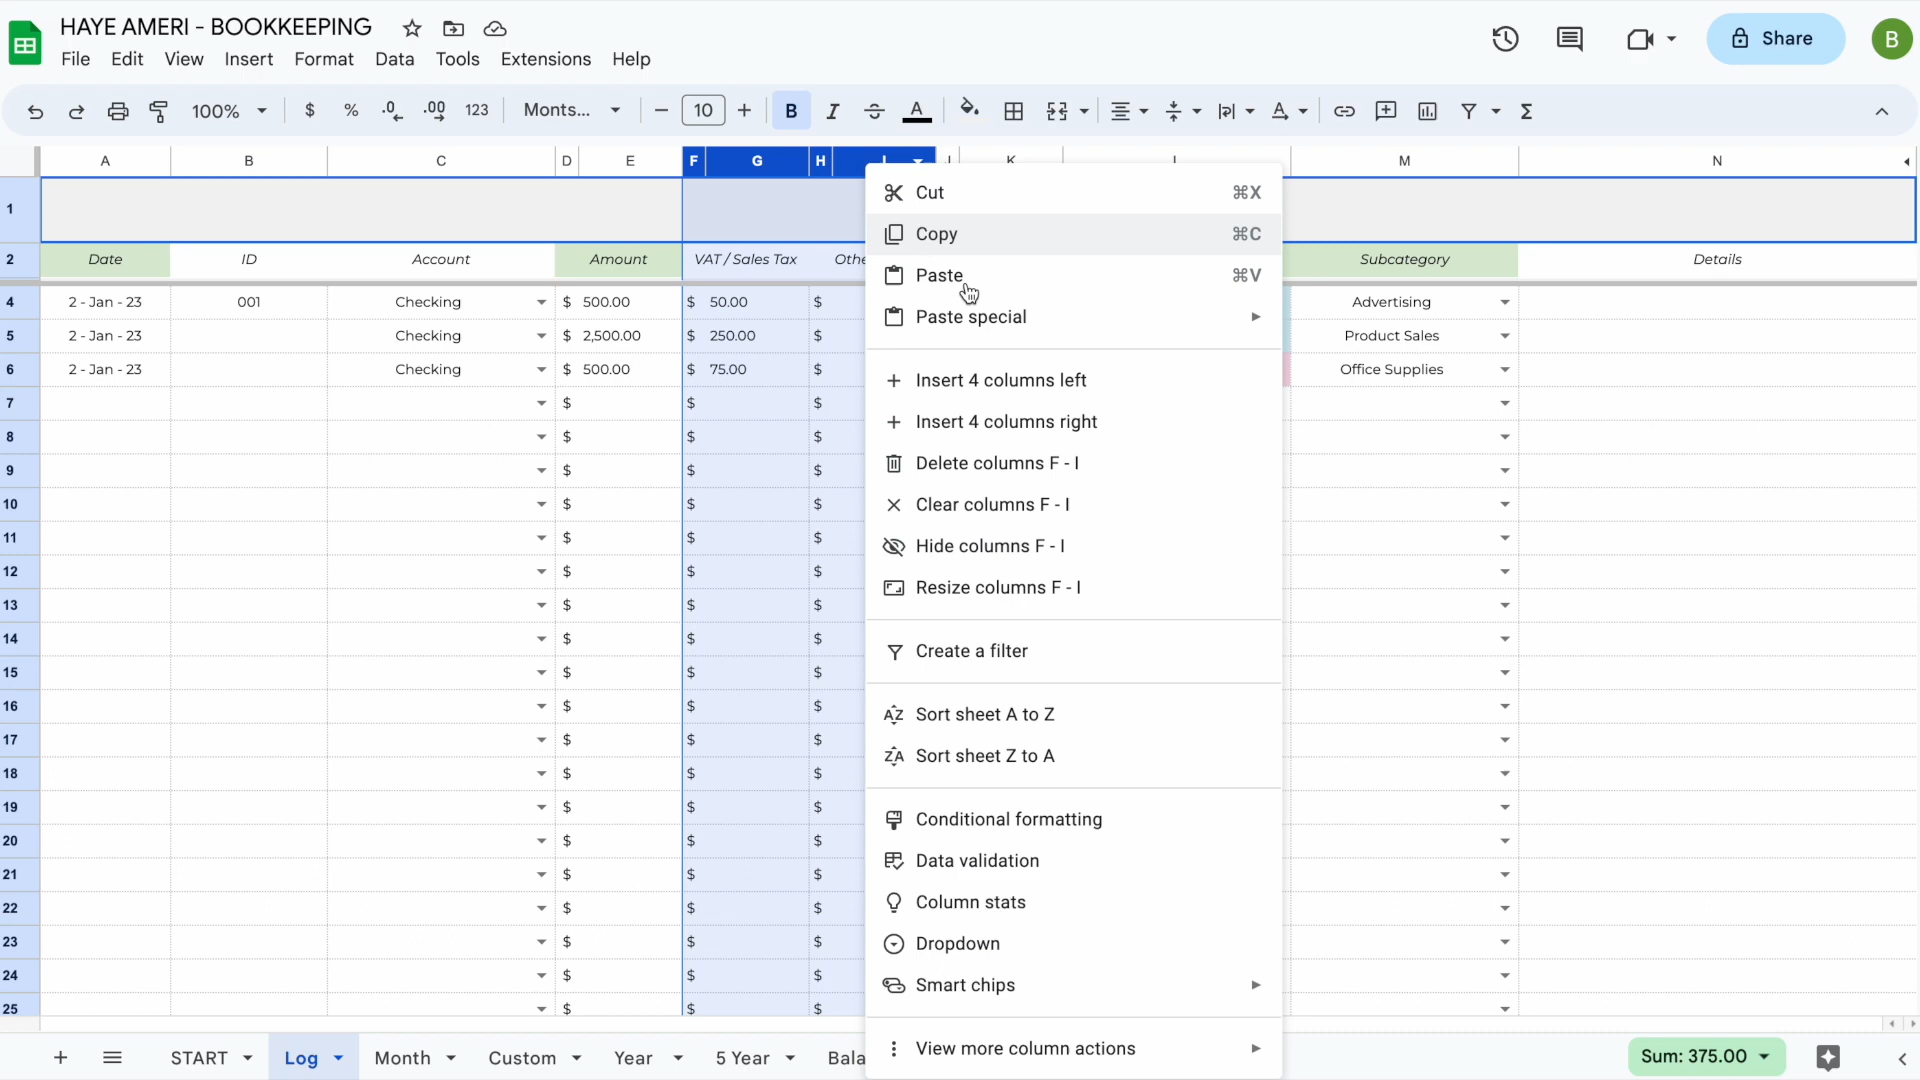 HAYE AMERI - BOOKKEEPING
File Edit View Insert Format Data Tools Extensions Help
Share
B
100% $ % .0 .00 123 Monts... 10 B I A Σ
A B C D E F G H I J K L M N
1
2 Date ID Account Amount VAT / Sales Tax Othe Subcategory Details
4 2 - Jan - 23 001 Checking $ 500.00 $ 50.00 $ Advertising
5 2 - Jan - 23 Checking $ 2,500.00 $ 250.00 $ Product Sales
6 2 - Jan - 23 Checking $ 500.00 $ 75.00 $ Office Supplies
7 $ $ $
8 $ $ $
9 $ $ $
10 $ $ $
11 $ $ $
12 $ $ $
13 $ $ $
14 $ $ $
15 $ $ $
16 $ $ $
17 $ $ $
18 $ $ $
19 $ $ $
20 $ $ $
21 $ $ $
22 $ $ $
23 $ $ $
24 $ $ $
25 $ $ $
Cut ⌘X
Copy ⌘C
Paste ⌘V
Paste special
Insert 4 columns left
Insert 4 columns right
Delete columns F - I
Clear columns F - I
Hide columns F - I
Resize columns F - I
Create a filter
Sort sheet A to Z
Sort sheet Z to A
Conditional formatting
Data validation
Column stats
Dropdown
Smart chips
View more column actions
START Log Month Custom Year 5 Year Bala
Sum: 375.00